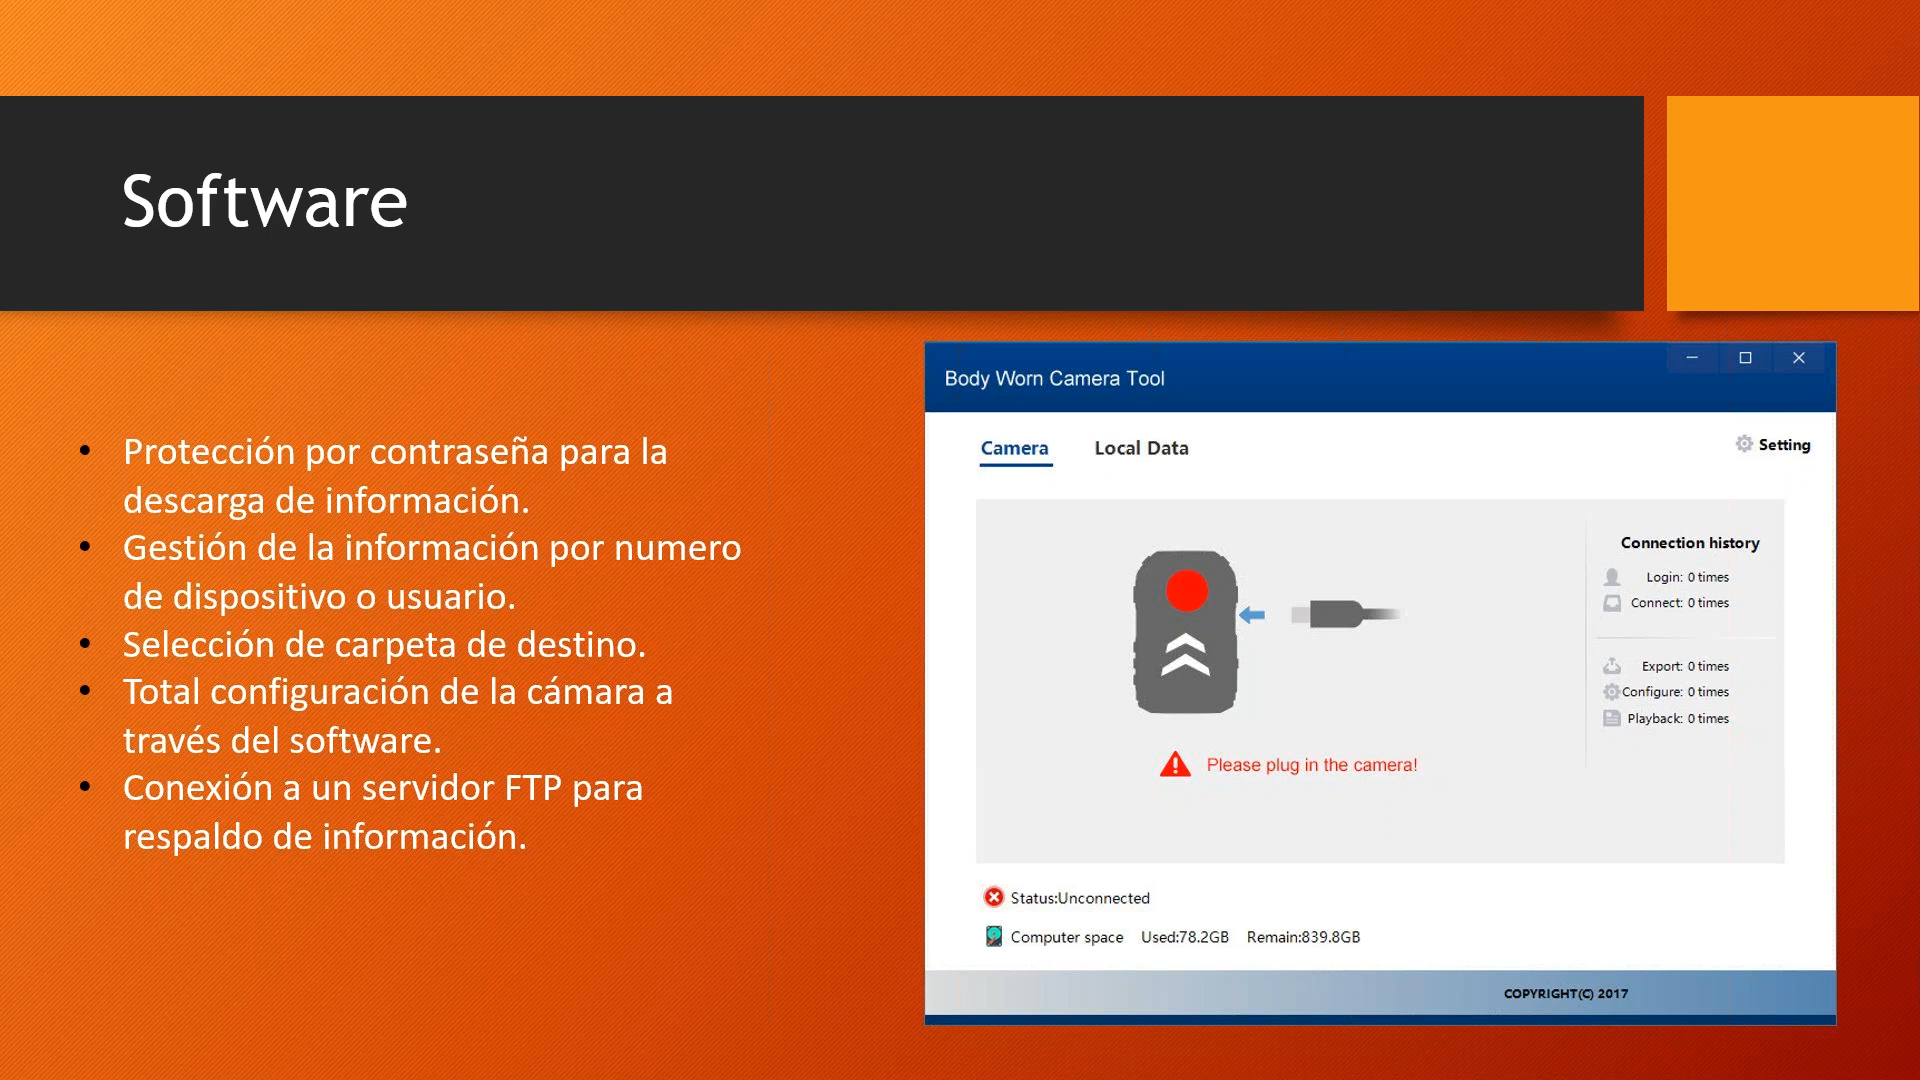 Software
• Protección por contraseña para la
descarga de información.
• Gestión de la información por numero
de dispositivo o usuario.
• Selección de carpeta de destino.
• Total configuración de la cámara a
través del software.
• Conexión a un servidor FTP para
respaldo de información.
Body Worn Camera Tool
Camera Local Data Setting
Connection history
Login: 0 times
Connect: 0 times
Export: 0 times
Configure: 0 times
Playback: 0 times
Please plug in the camera!
Status:Unconnected
Computer space Used:78.2GB Remain:839.8GB
COPYRIGHT(C) 2017